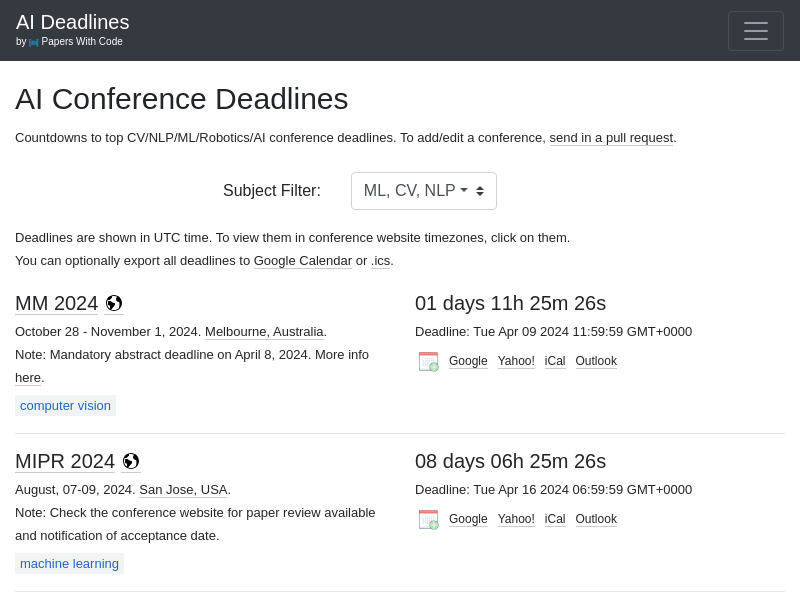 AI Deadlines
by Papers With Code
AI Conference Deadlines
Countdowns to top CV/NLP/ML/Robotics/AI conference deadlines. To add/edit a conference, send in a pull request.
Subject Filter: ML, CV, NLP
Deadlines are shown in UTC time. To view them in conference website timezones, click on them.
You can optionally export all deadlines to Google Calendar or .ics.
MM 2024
October 28 - November 1, 2024. Melbourne, Australia.
Note: Mandatory abstract deadline on April 8, 2024. More info
here.
computer vision
01 days 11h 25m 26s
Deadline: Tue Apr 09 2024 11:59:59 GMT+0000
Google Yahoo! iCal Outlook
MIPR 2024
August, 07-09, 2024. San Jose, USA.
Note: Check the conference website for paper review available
and notification of acceptance date.
machine learning
08 days 06h 25m 26s
Deadline: Tue Apr 16 2024 06:59:59 GMT+0000
Google Yahoo! iCal Outlook